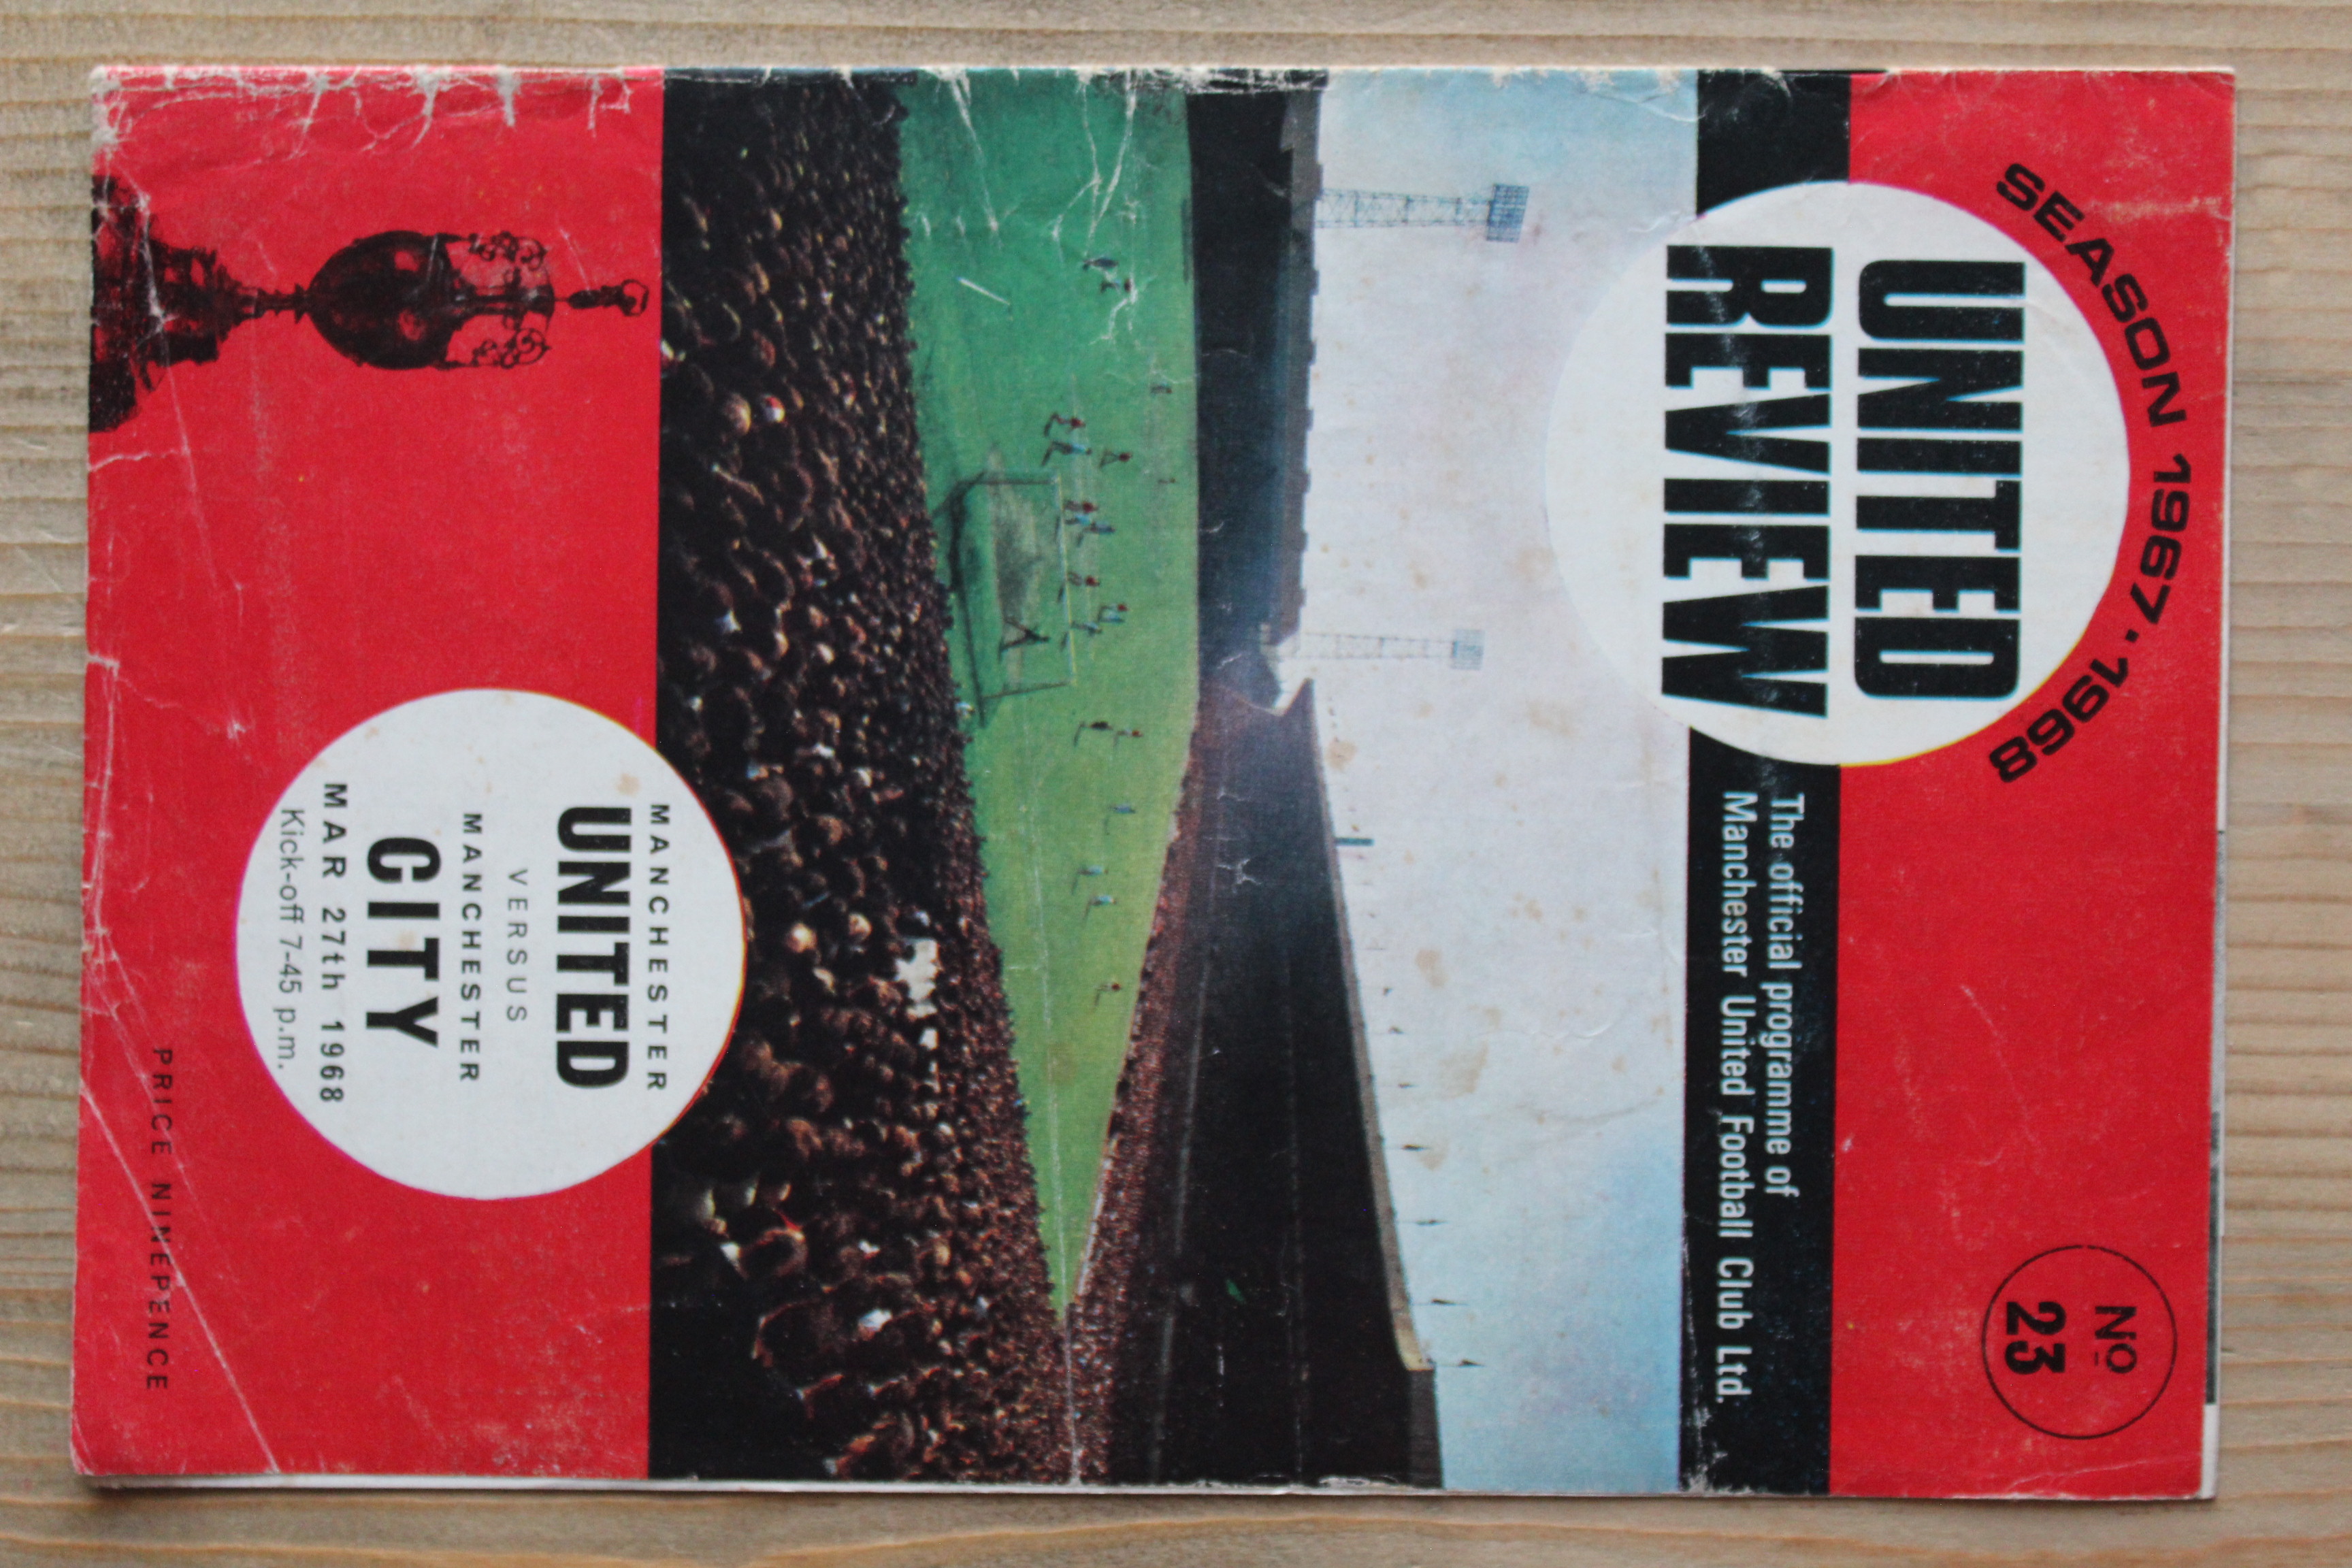 SEASON 1967·1968
UNITED
REVIEW
Nº
23
The official programme of
Manchester United Football Club Ltd.
MANCHESTER
UNITED
VERSUS
MANCHESTER
CITY
MAR 27th 1968
Kick-off 7-45 p.m.
PRICE NINEPENCE